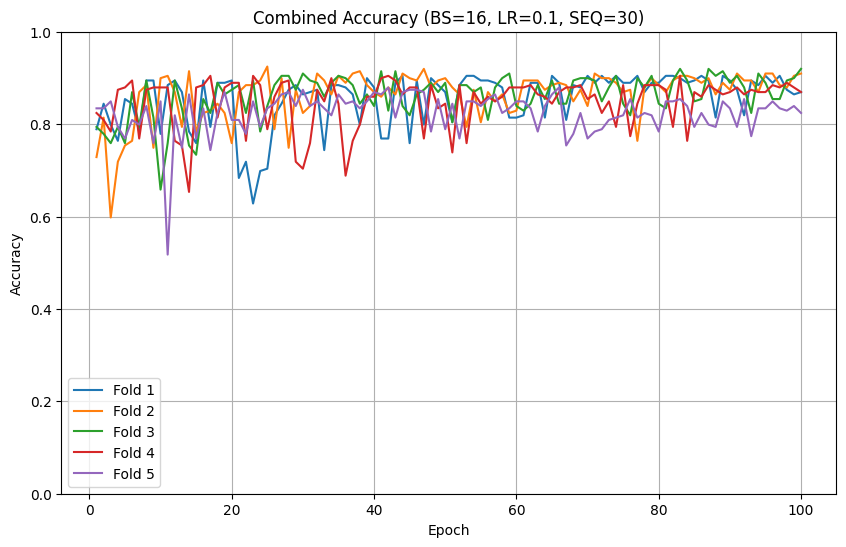 Combined Accuracy (BS=16, LR=0.1, SEQ=30)
1.0
0.8
0.6
0.4
0.2
0.0
Accuracy
Fold 1
Fold 2
Fold 3
Fold 4
Fold 5
0 20 40 60 80 100
Epoch